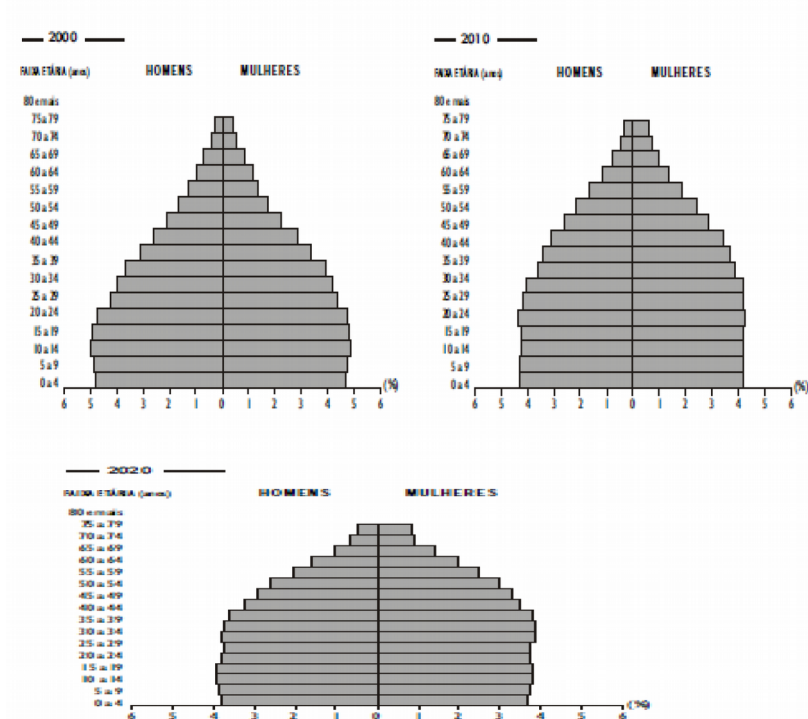 2000
FAIXA ETÁRIA (anos) HOMENS MULHERES
80 e mais
75 a 79
70 a 74
65 a 69
60 a 64
55 a 59
50 a 54
45 a 49
40 a 44
35 a 39
30 a 34
25 a 29
20 a 24
15 a 19
10 a 14
5 a 9
0 a 4
6 5 4 3 2 1 0 1 2 3 4 5 6 (%)
2010
FAIXA ETÁRIA (anos) HOMENS MULHERES
80 e mais
75 a 79
70 a 74
65 a 69
60 a 64
55 a 59
50 a 54
45 a 49
40 a 44
35 a 39
30 a 34
25 a 29
20 a 24
15 a 19
10 a 14
5 a 9
0 a 4
6 5 4 3 2 1 0 1 2 3 4 5 6 (%)
2020
FAIXA ETÁRIA (anos) HOMENS MULHERES
80 e mais
75 a 79
70 a 74
65 a 69
60 a 64
55 a 59
50 a 54
45 a 49
40 a 44
35 a 39
30 a 34
25 a 29
20 a 24
15 a 19
10 a 14
5 a 9
0 a 4
6 5 4 3 2 1 0 1 2 3 4 5 6 (%)